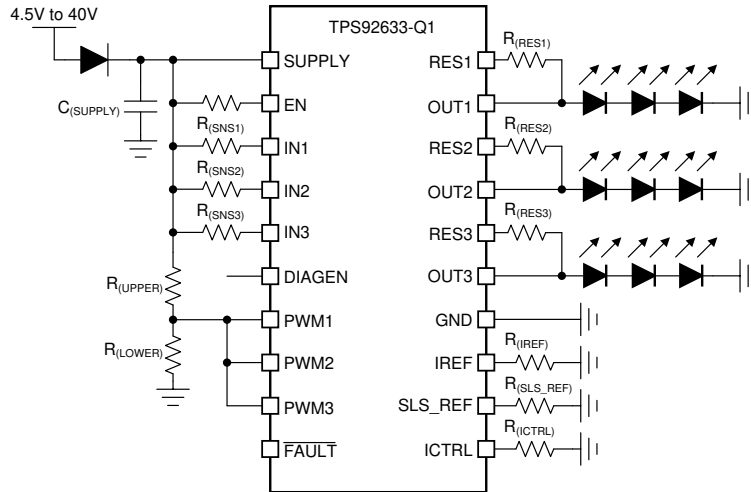 4.5V to 40V
TPS92633-Q1
SUPPLY
EN
IN1
IN2
IN3
DIAGEN
PWM1
PWM2
PWM3
FAULT
C(SUPPLY)
R(SNS1)
R(SNS2)
R(SNS3)
R(UPPER)
R(LOWER)
RES1
OUT1
RES2
OUT2
RES3
OUT3
GND
IREF
SLS_REF
ICTRL
R(RES1)
R(RES2)
R(RES3)
R(IREF)
R(SLS_REF)
R(ICTRL)